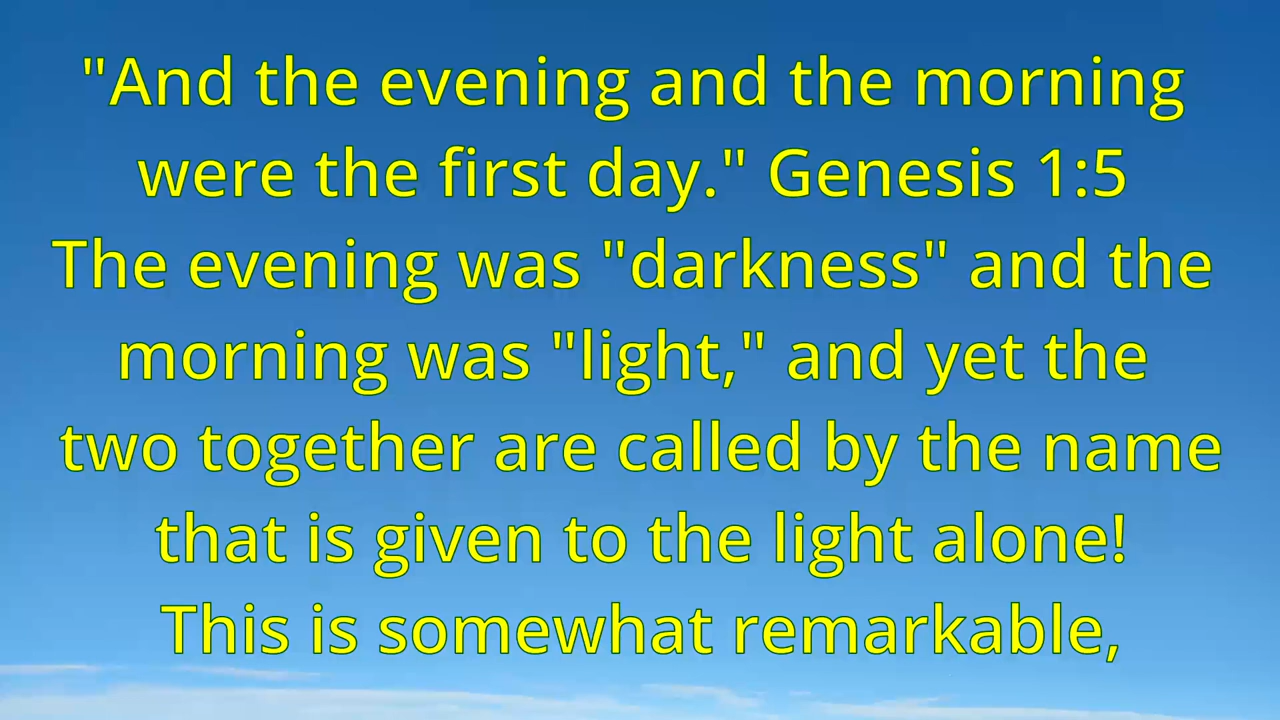 "And the evening and the morning
were the first day." Genesis 1:5
The evening was "darkness" and the
morning was "light," and yet the
two together are called by the name
that is given to the light alone!
This is somewhat remarkable,